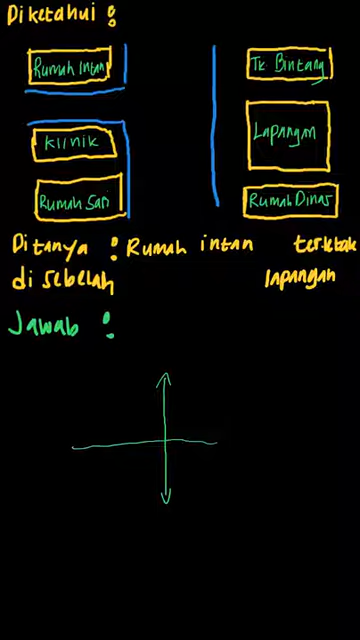 Diketahui :
Rumah Intan
Tk. Bintang
Klinik
Lapangan
Rumah Sari
Rumah Dinas
Ditanya : Rumah intan terletak
di sebelah lapangan
Jawab :